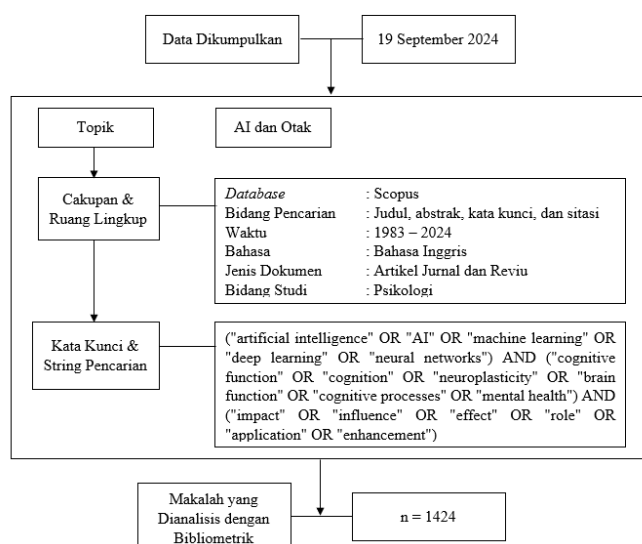 Data Dikumpulkan
19 September 2024
Topik
AI dan Otak
Cakupan &
Ruang Lingkup
Database : Scopus
Bidang Pencarian : Judul, abstrak, kata kunci, dan sitasi
Waktu : 1983 – 2024
Bahasa : Bahasa Inggris
Jenis Dokumen : Artikel Jurnal dan Reviu
Bidang Studi : Psikologi
Kata Kunci &
String Pencarian
("artificial intelligence" OR "AI" OR "machine learning" OR
"deep learning" OR "neural networks") AND ("cognitive
function" OR "cognition" OR "neuroplasticity" OR "brain
function" OR "cognitive processes" OR "mental health") AND
("impact" OR "influence" OR "effect" OR "role" OR
"application" OR "enhancement")
Makalah yang
Dianalisis dengan
Bibliometrik
n = 1424